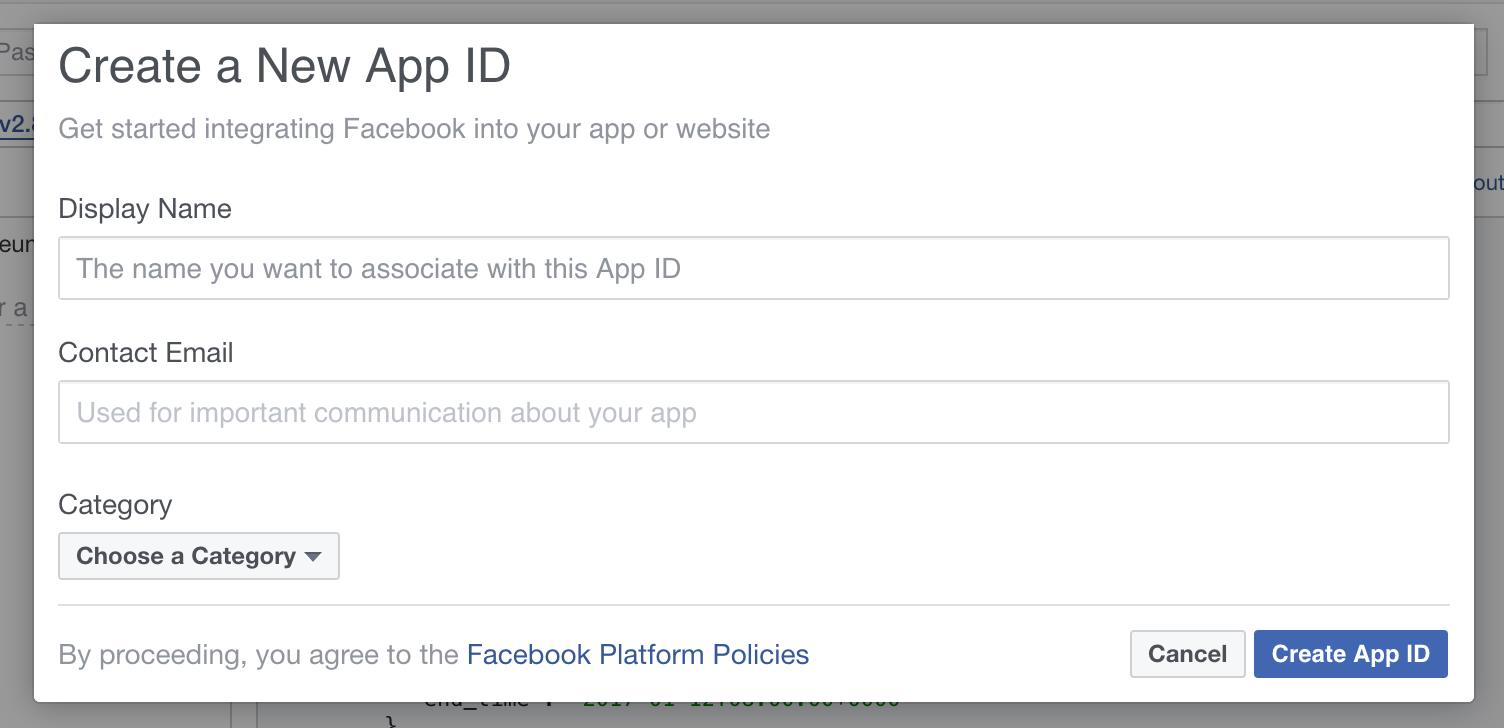 Create a New App ID
Get started integrating Facebook into your app or website
Display Name
The name you want to associate with this App ID
Contact Email
Used for important communication about your app
Category
Choose a Category
By proceeding, you agree to the Facebook Platform Policies
Cancel
Create App ID
}